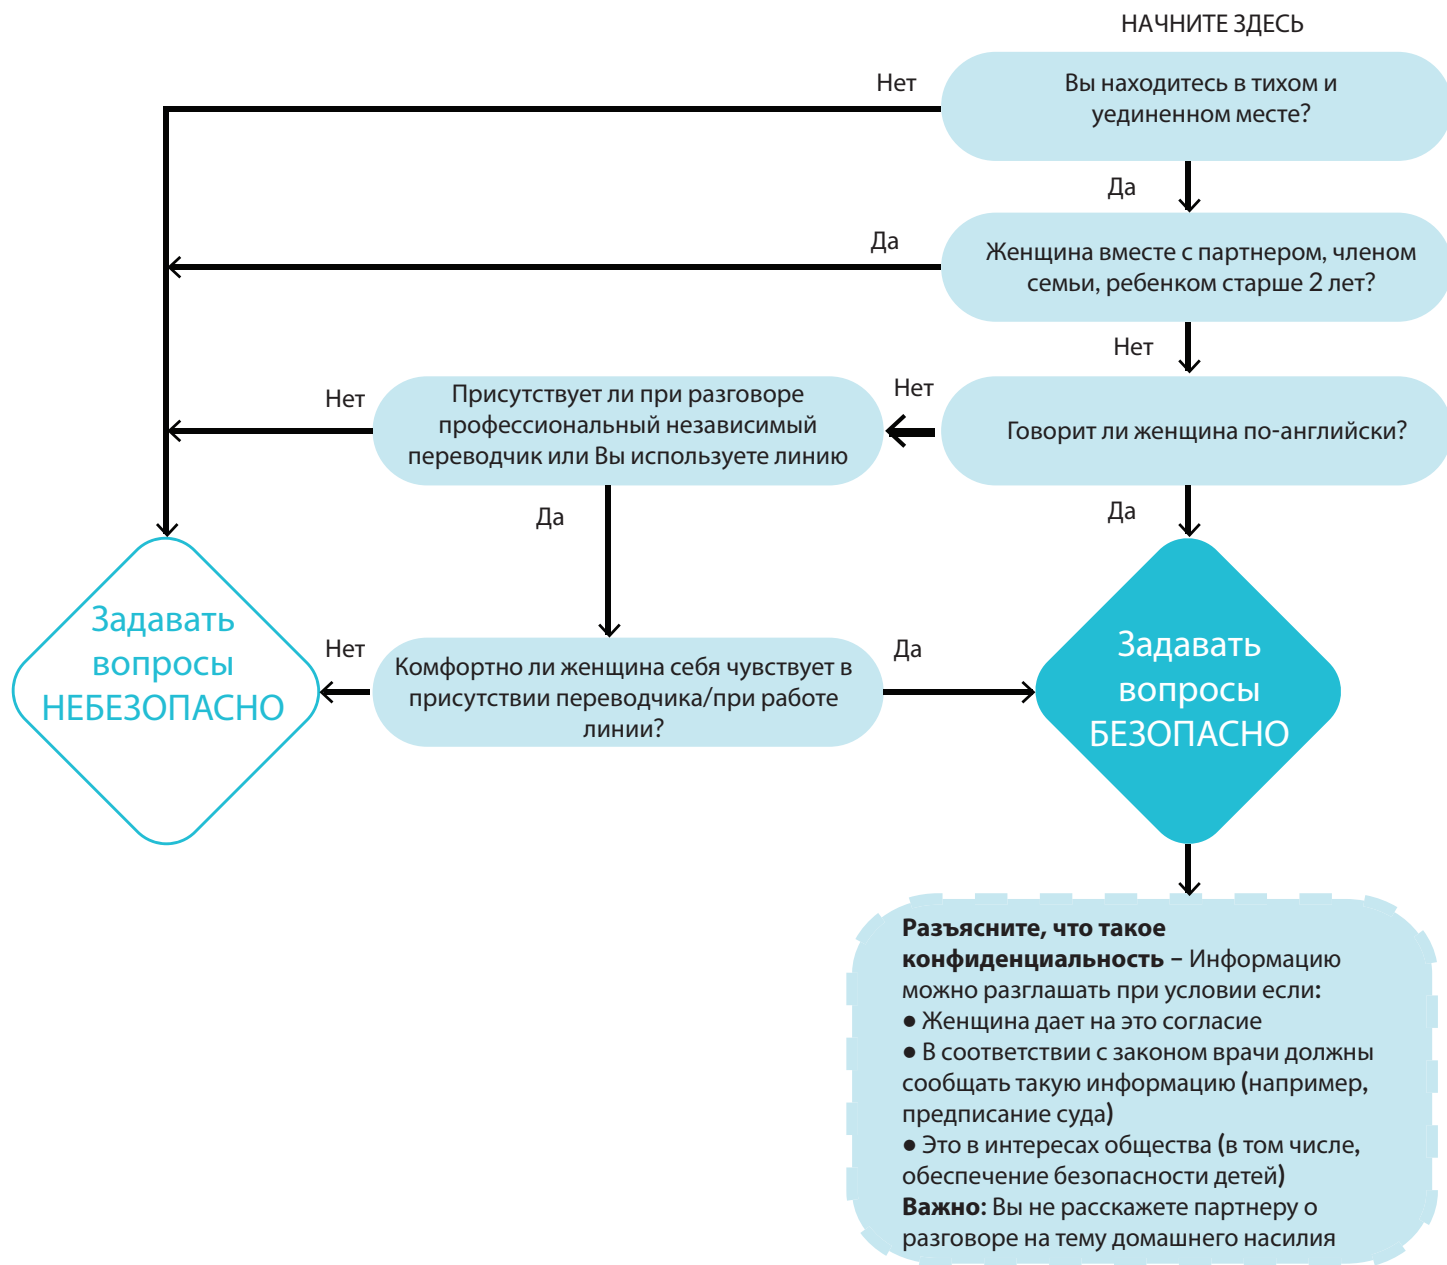 НАЧНИТЕ ЗДЕСЬ
Нет
Вы находитесь в тихом и
уединенном месте?
Да
Да
Женщина вместе с партнером, членом
семьи, ребенком старше 2 лет?
Нет
Нет
Присутствует ли при разговоре
профессиональный независимый
переводчик или Вы используете линию
Нет
Говорит ли женщина по-английски?
Да
Да
Задавать
вопросы
НЕБЕЗОПАСНО
Нет
Комфортно ли женщина себя чувствует в
присутствии переводчика/при работе
линии?
Да
Задавать
вопросы
БЕЗОПАСНО
Разъясните, что такое
конфиденциальность – Информацию
можно разглашать при условии если:
● Женщина дает на это согласие
● В соответствии с законом врачи должны
сообщать такую информацию (например,
предписание суда)
● Это в интересах общества (в том числе,
обеспечение безопасности детей)
Важно: Вы не расскажете партнеру о
разговоре на тему домашнего насилия